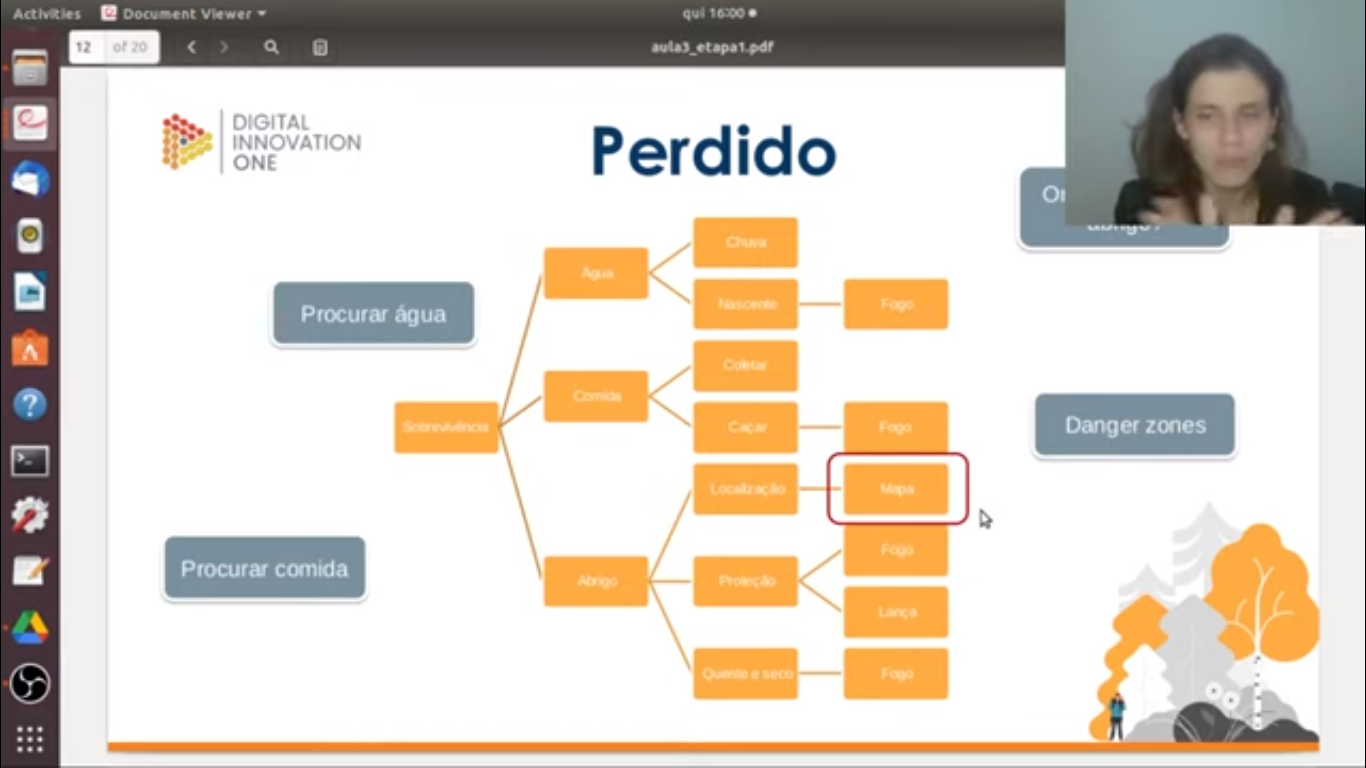 Activities
Document Viewer
qui 16:00
12
of 20
aula3_etapa1.pdf
DIGITAL
INNOVATION
ONE
Perdido
abrigo?
Procurar água
Procurar comida
Sobrevivência
Água
Chuva
Nascente
Fogo
Comida
Coletar
Caçar
Fogo
Abrigo
Localização
Mapa
Proteção
Fogo
Lança
Quente e seco
Fogo
Danger zones